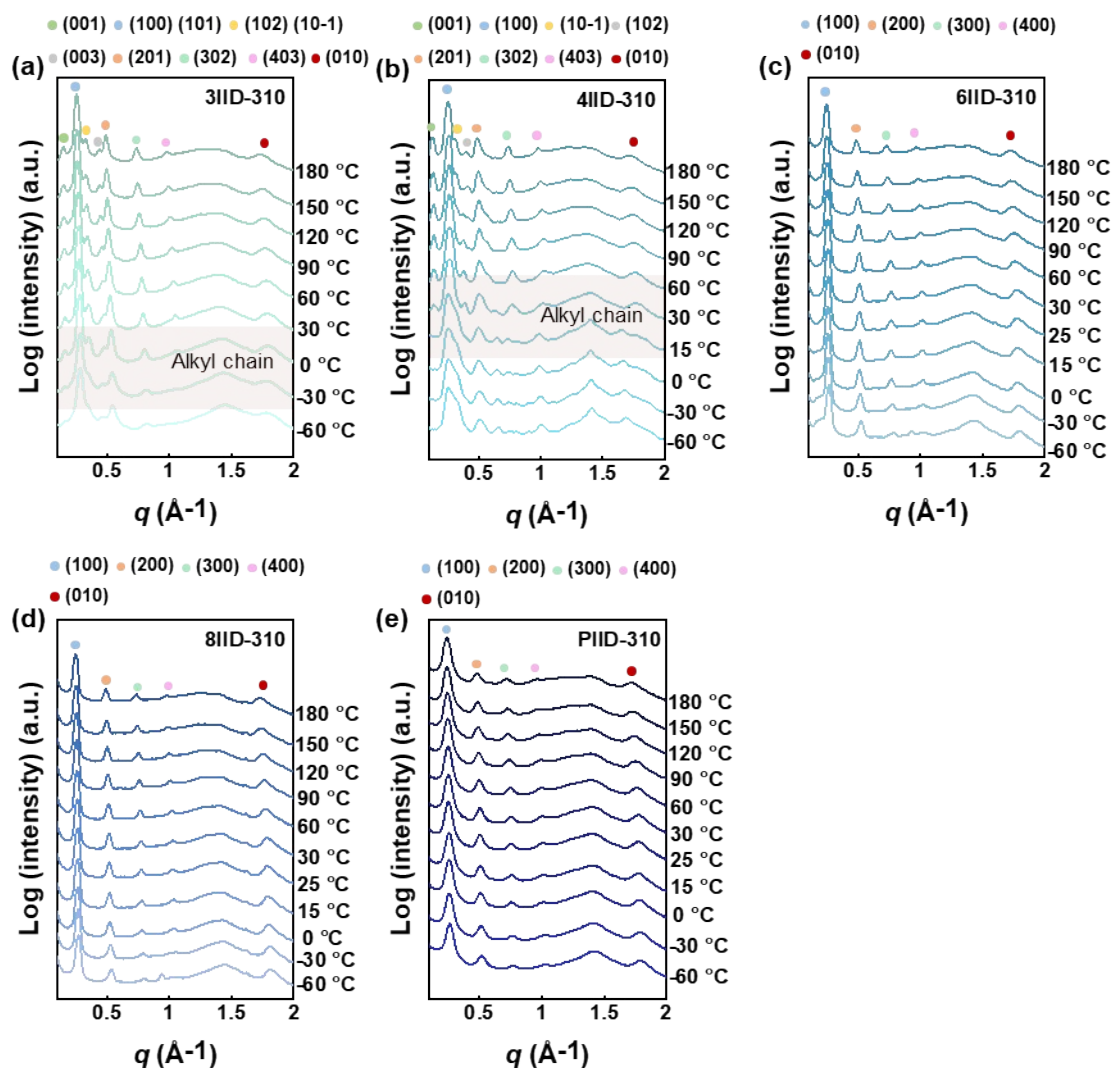 (001) (100) (101) (102) (10-1)
(003) (201) (302) (403) (010)
(a)
3IID-310
180 °C
150 °C
120 °C
90 °C
60 °C
30 °C
0 °C
-30 °C
-60 °C
Alkyl chain
Log (intensity) (a.u.)
0.5 1 1.5 2
q (Å-1)
(001) (100) (10-1) (102)
(201) (302) (403) (010)
(b)
4IID-310
180 °C
150 °C
120 °C
90 °C
60 °C
30 °C
15 °C
0 °C
-30 °C
-60 °C
Alkyl chain
Log (intensity) (a.u.)
0.5 1 1.5 2
q (Å-1)
(100) (200) (300) (400)
(010)
(c)
6IID-310
180 °C
150 °C
120 °C
90 °C
60 °C
30 °C
25 °C
15 °C
0 °C
-30 °C
-60 °C
Log (intensity) (a.u.)
0.5 1 1.5 2
q (Å-1)
(100) (200) (300) (400)
(010)
(d)
8IID-310
180 °C
150 °C
120 °C
90 °C
60 °C
30 °C
25 °C
15 °C
0 °C
-30 °C
-60 °C
Log (intensity) (a.u.)
0.5 1 1.5 2
q (Å-1)
(100) (200) (300) (400)
(010)
(e)
PIID-310
180 °C
150 °C
120 °C
90 °C
60 °C
30 °C
25 °C
15 °C
0 °C
-30 °C
-60 °C
Log (intensity) (a.u.)
0.5 1 1.5 2
q (Å-1)